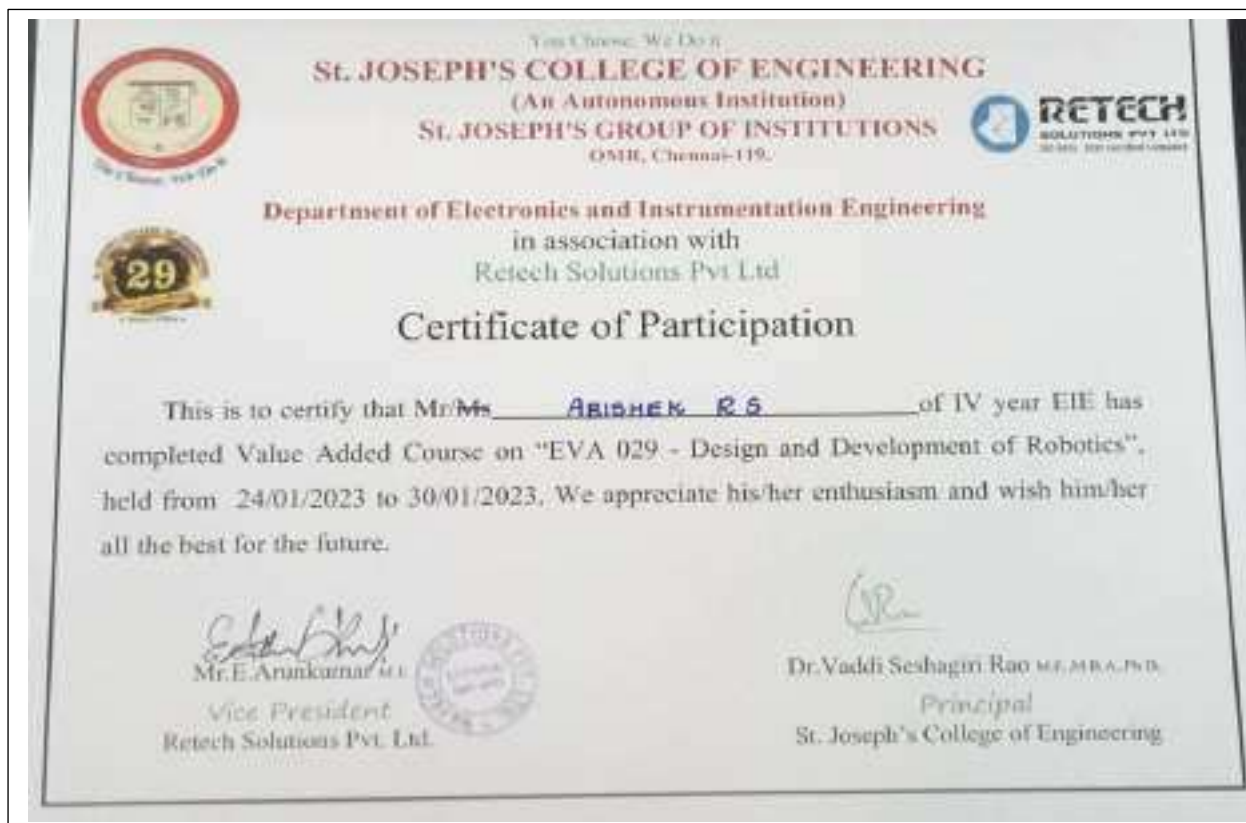 You Choose, We Do it
St. JOSEPH'S COLLEGE OF ENGINEERING
(An Autonomous Institution)
St. JOSEPH'S GROUP OF INSTITUTIONS
OMR, Chennai-119.
RETECH
SOLUTIONS PVT LTD
Department of Electronics and Instrumentation Engineering
in association with
Retech Solutions Pvt Ltd
29
Certificate of Participation
This is to certify that Mr/Ms ABISHEK R S of IV year EIE has
completed Value Added Course on "EVA 029 - Design and Development of Robotics",
held from 24/01/2023 to 30/01/2023. We appreciate his/her enthusiasm and wish him/her
all the best for the future.
Mr.E.Arunkumar M.E
Vice President
Retech Solutions Pvt. Ltd.
Dr.Vaddi Seshagiri Rao M.E.,M.B.A.,Ph.D.
Principal
St. Joseph's College of Engineering